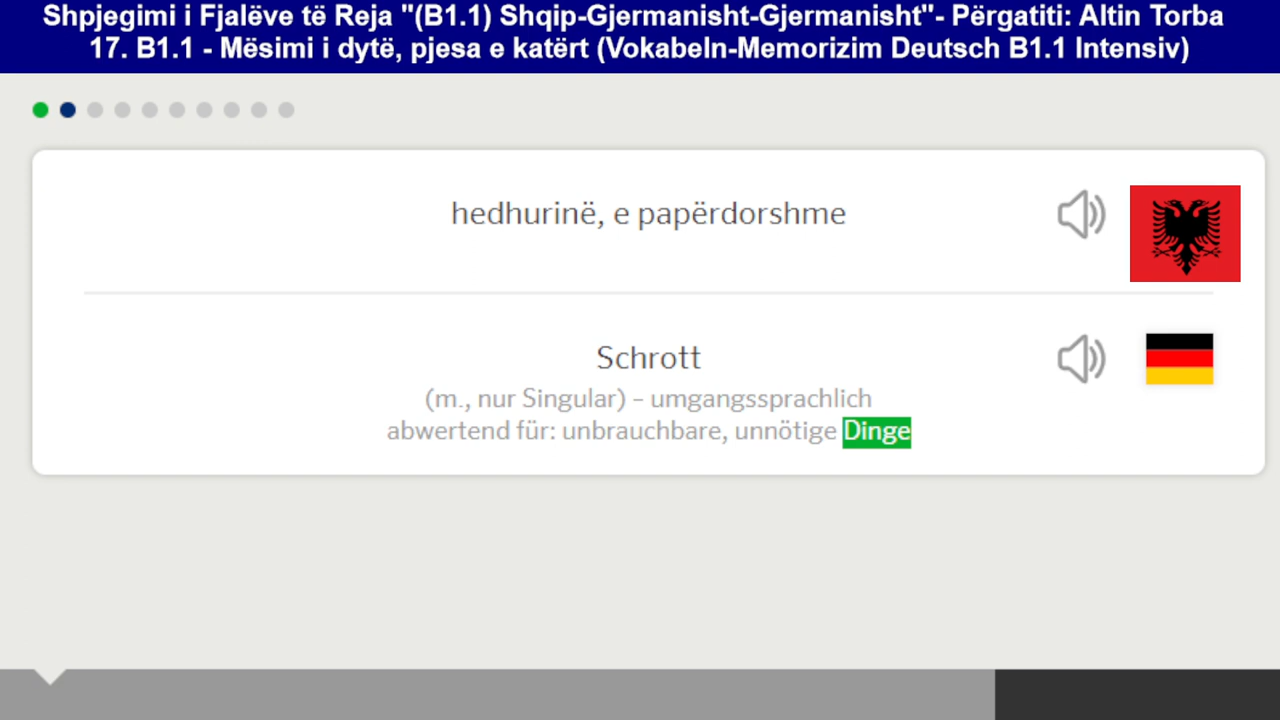 Shpjegimi i Fjalëve të Reja "(B1.1) Shqip-Gjermanisht-Gjermanisht"- Përgatiti: Altin Torba
17. B1.1 - Mësimi i dytë, pjesa e katërt (Vokabeln-Memorizim Deutsch B1.1 Intensiv)
hedhurinë, e papërdorshme
Schrott
(m., nur Singular) – umgangssprachlich
abwertend für: unbrauchbare, unnötige Dinge